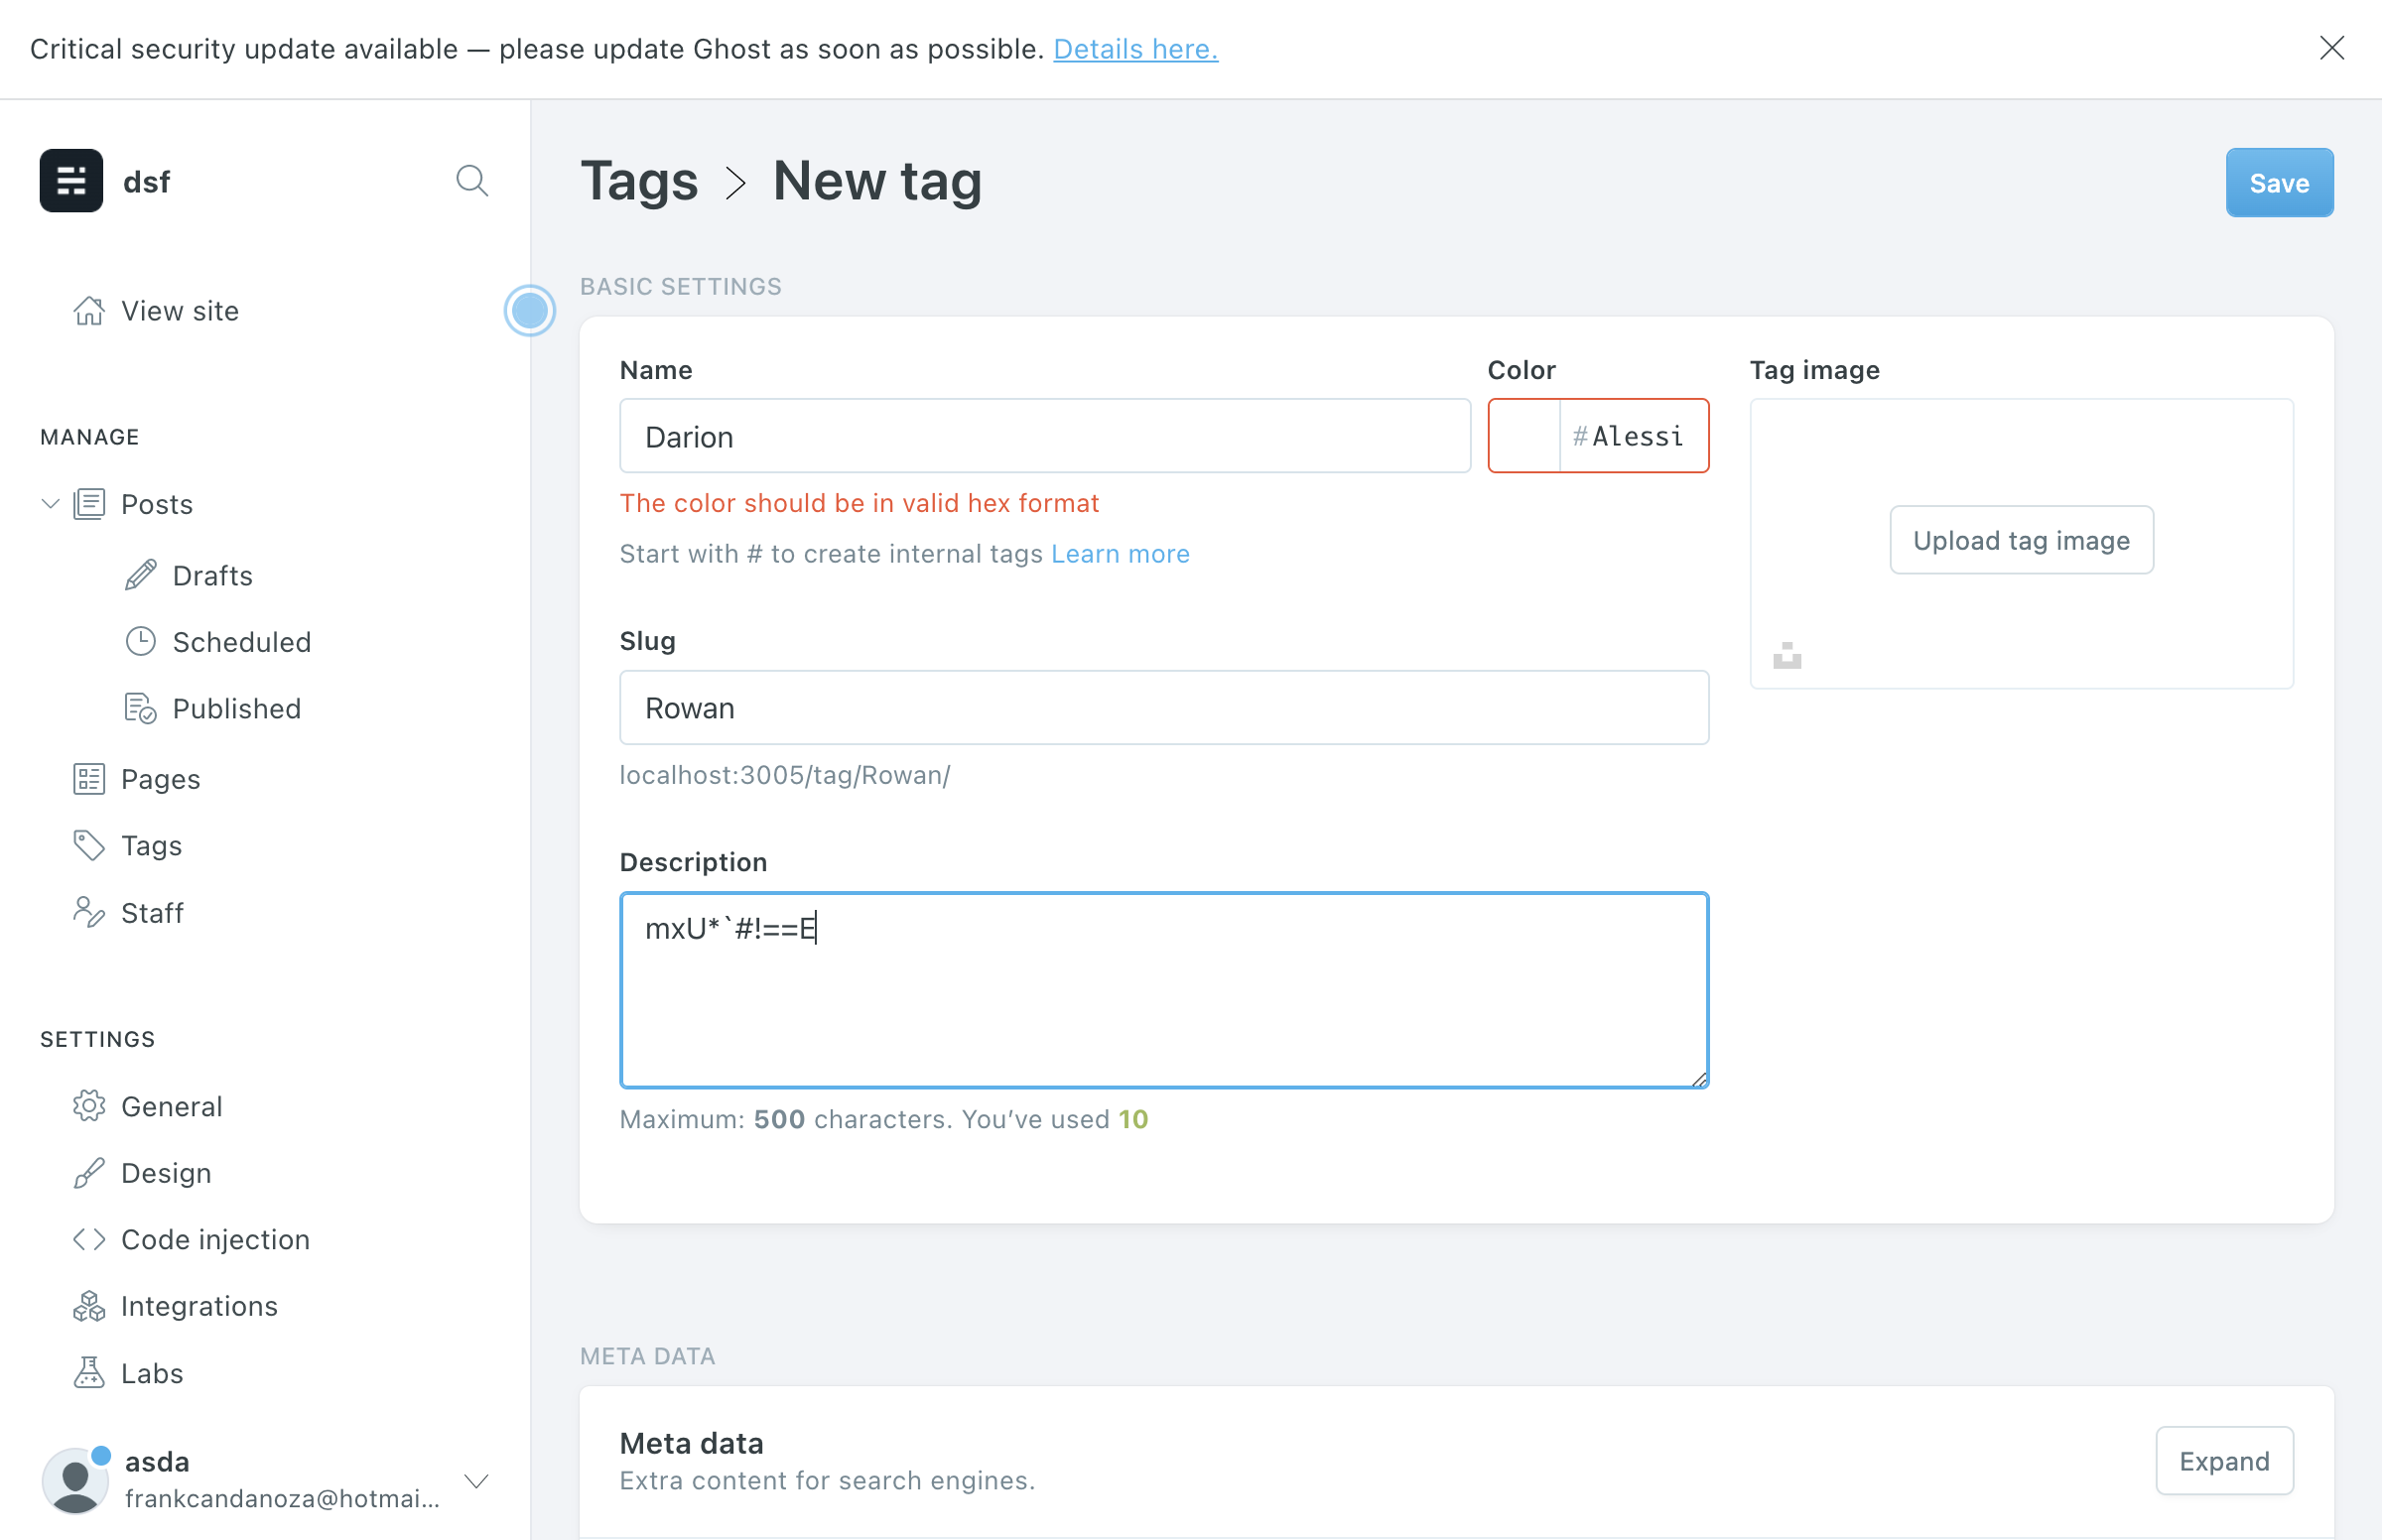 Critical security update available — please update Ghost as soon as possible. Details here.
dsf
View site
MANAGE
Posts
Drafts
Scheduled
Published
Pages
Tags
Staff
SETTINGS
General
Design
Code injection
Integrations
Labs
asda
frankcandanoza@hotmai...
Tags > New tag
Save
BASIC SETTINGS
Name
Darion
Color
#Alessi
The color should be in valid hex format
Start with # to create internal tags Learn more
Slug
Rowan
localhost:3005/tag/Rowan/
Description
mxU*`#!==E
Maximum: 500 characters. You’ve used 10
Tag image
Upload tag image
META DATA
Meta data
Extra content for search engines.
Expand